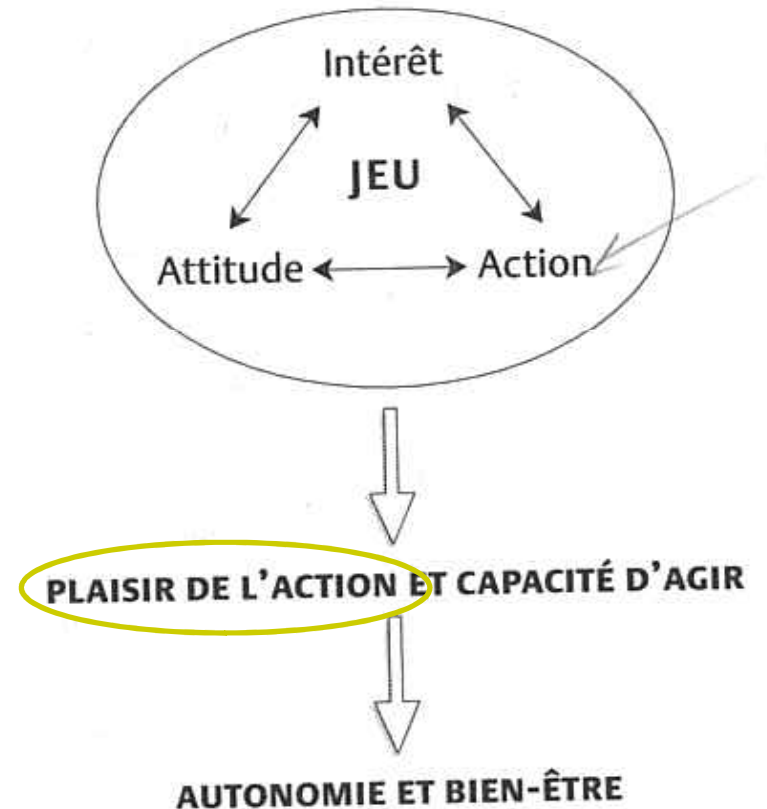 Intérêt
JEU
Attitude Action
PLAISIR DE L'ACTION ET CAPACITÉ D'AGIR
AUTONOMIE ET BIEN-ÊTRE